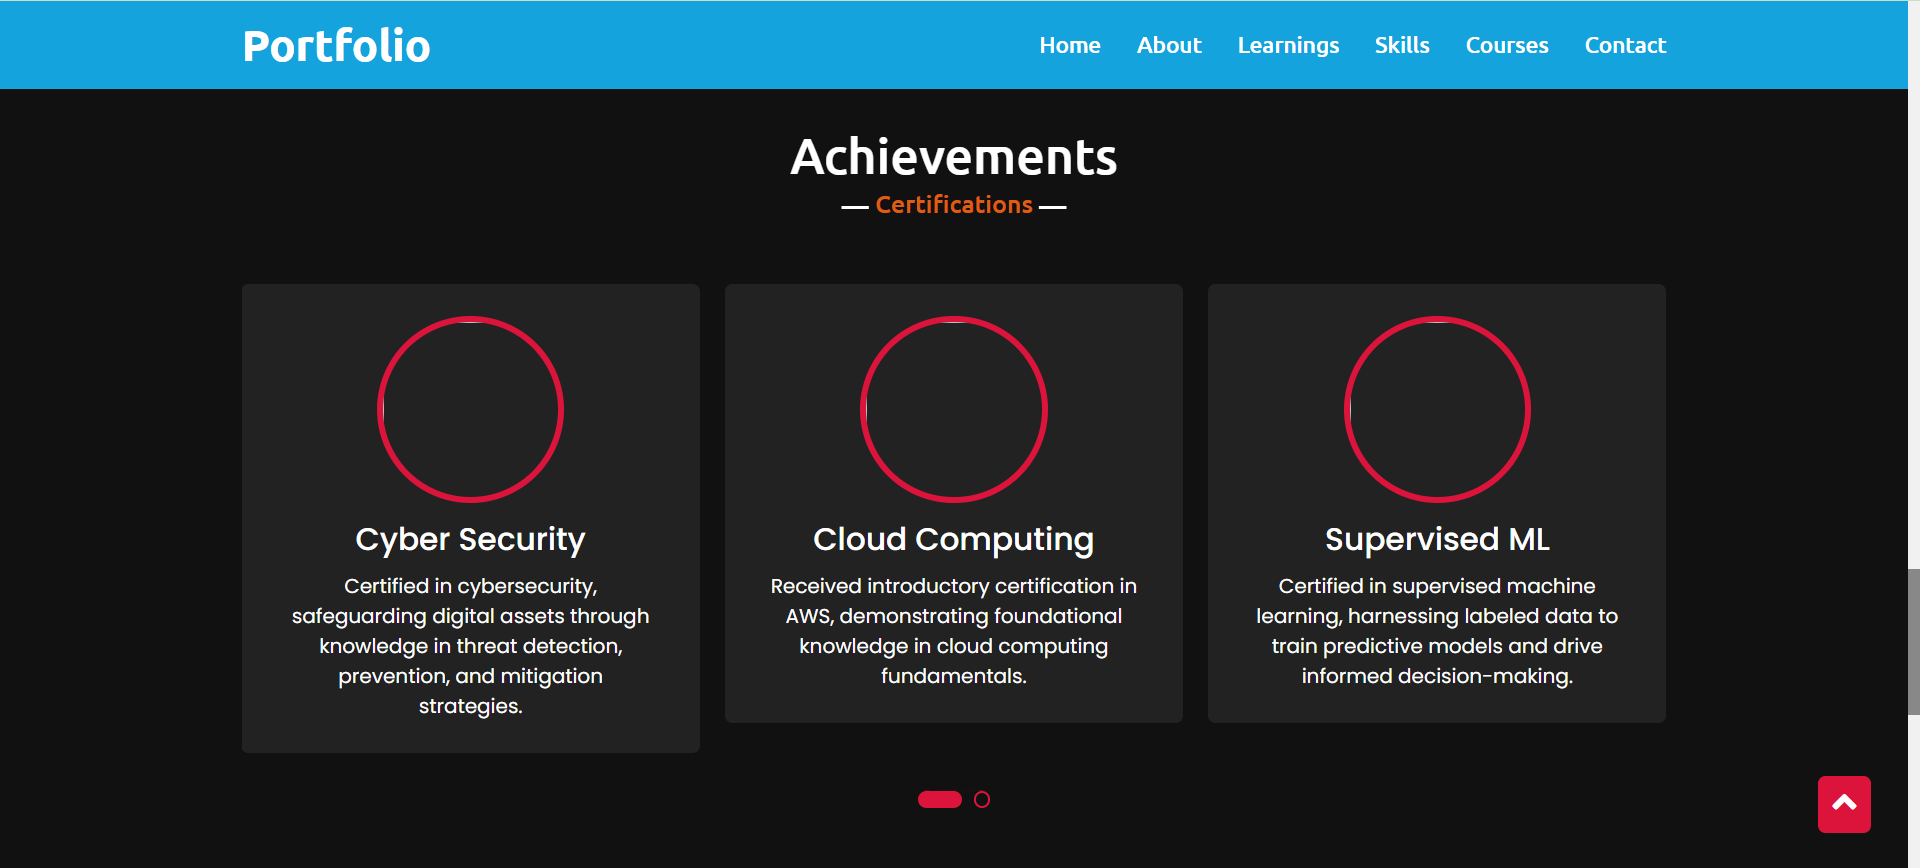 Portfolio
Home About Learnings Skills Courses Contact
Achievements
Certifications
Cyber Security
Certified in cybersecurity,
safeguarding digital assets through
knowledge in threat detection,
prevention, and mitigation
strategies.
Cloud Computing
Received introductory certification in
AWS, demonstrating foundational
knowledge in cloud computing
fundamentals.
Supervised ML
Certified in supervised machine
learning, harnessing labeled data to
train predictive models and drive
informed decision-making.